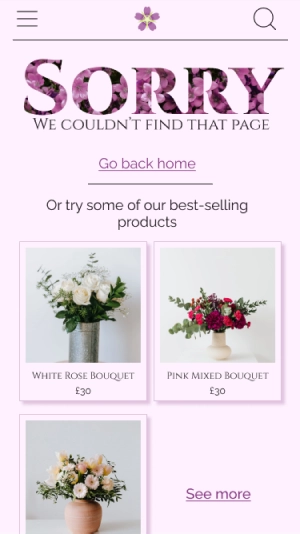 Sorry
We couldn't find that page
Go back home
Or try some of our best-selling
products
White Rose Bouquet
£30
Pink Mixed Bouquet
£30
See more